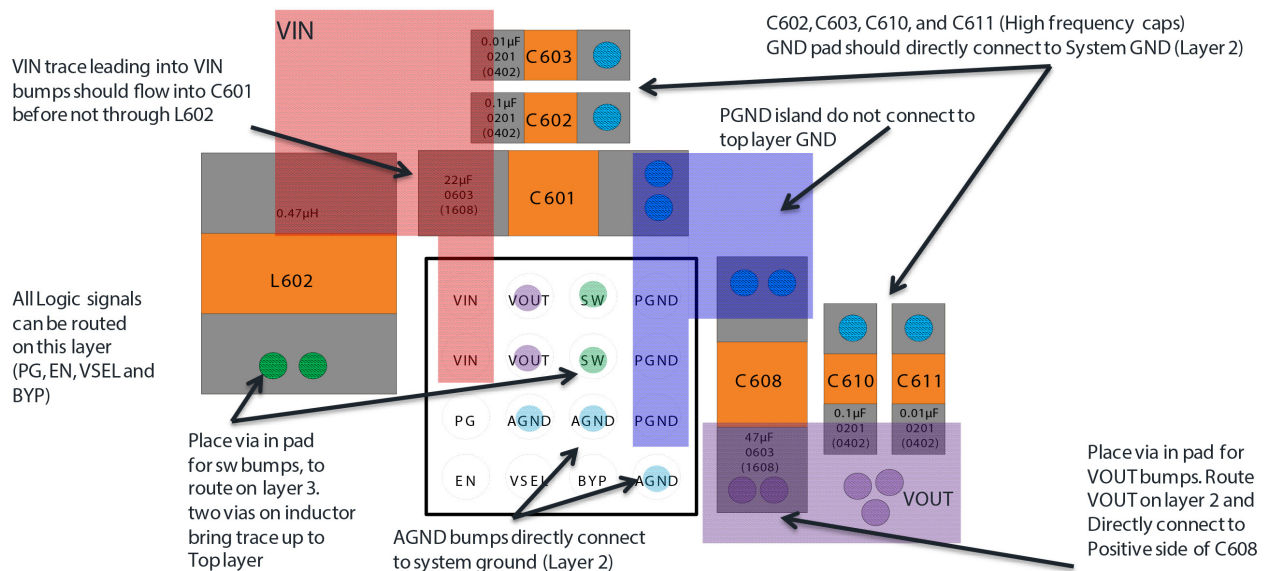 VIN
C602, C603, C610, and C611 (High frequency caps)
GND pad should directly connect to System GND (Layer 2)
VIN trace leading into VIN
bumps should flow into C601
before not through L602
0.01µF
0201
(0402)
C603
0.1µF
0201
(0402)
C602
PGND island do not connect to
top layer GND
22µF
0603
(1608)
C601
0.47µH
L602
All Logic signals
can be routed
on this layer
(PG, EN, VSEL and
BYP)
VIN VOUT SW PGND
VIN VOUT SW PGND
PG AGND AGND PGND
EN VSEL BYP AGND
C608
47µF
0603
(1608)
C610
0.1µF
0201
(0402)
C611
0.01µF
0201
(0402)
VOUT
Place via in pad
for sw bumps, to
route on layer 3.
two vias on inductor
bring trace up to
Top layer
AGND bumps directly connect
to system ground (Layer 2)
Place via in pad for
VOUT bumps. Route
VOUT on layer 2 and
Directly connect to
Positive side of C608